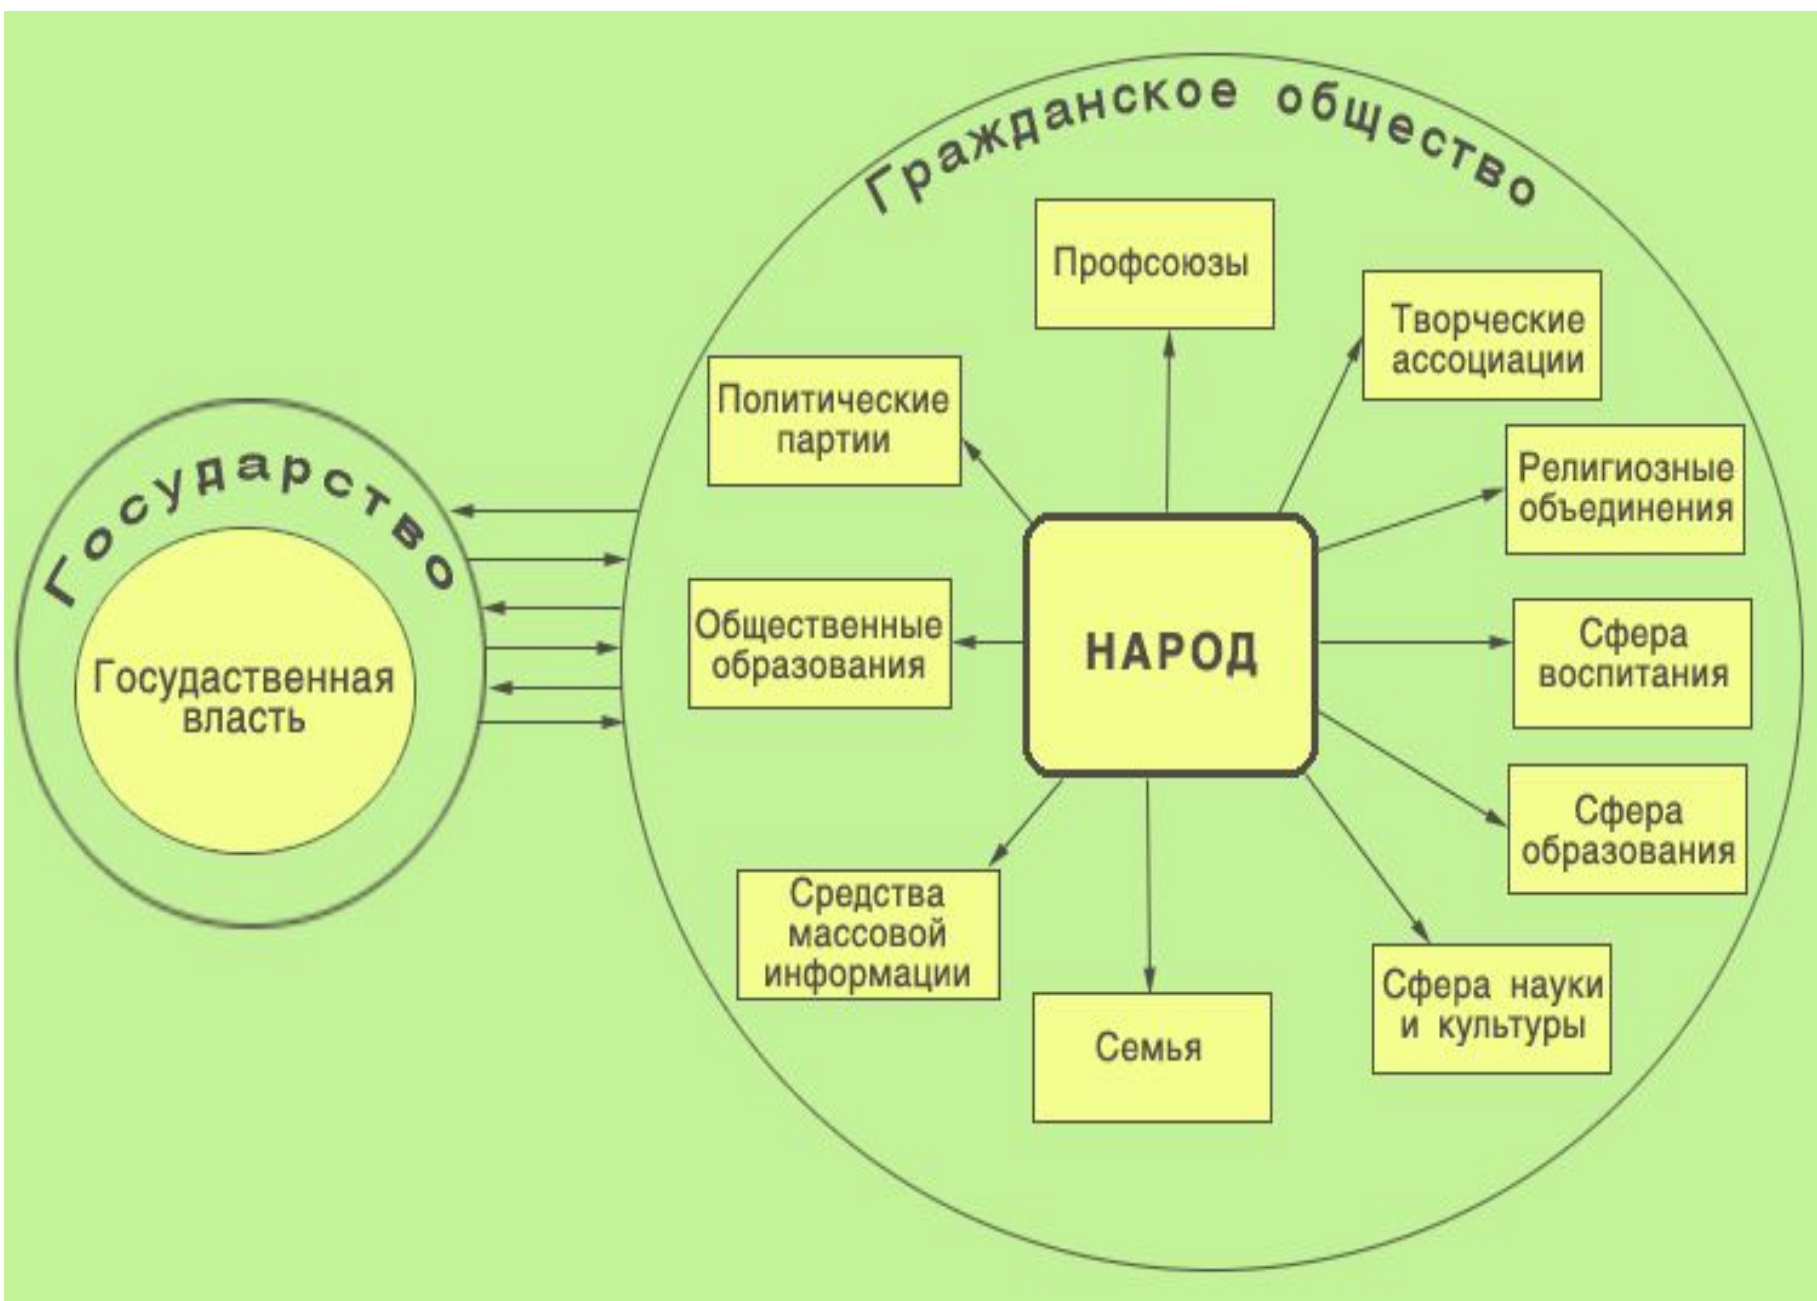 Гражданское общество
Профсоюзы
Творческие
ассоциации
Политические
партии
Религиозные
объединения
Государство
Государственная
власть
Общественные
образования
НАРОД
Сфера
воспитания
Сфера
образования
Средства
массовой
информации
Сфера науки
и культуры
Семья